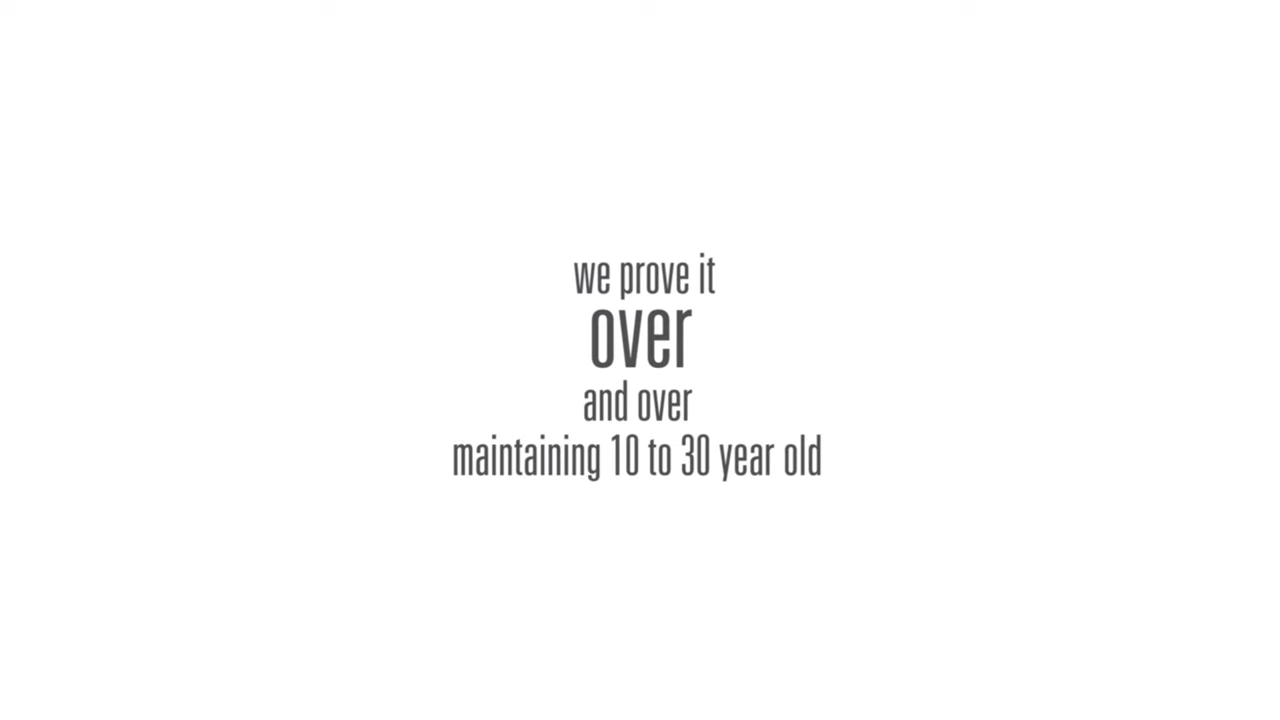 we prove it
over
and over
maintaining 10 to 30 year old